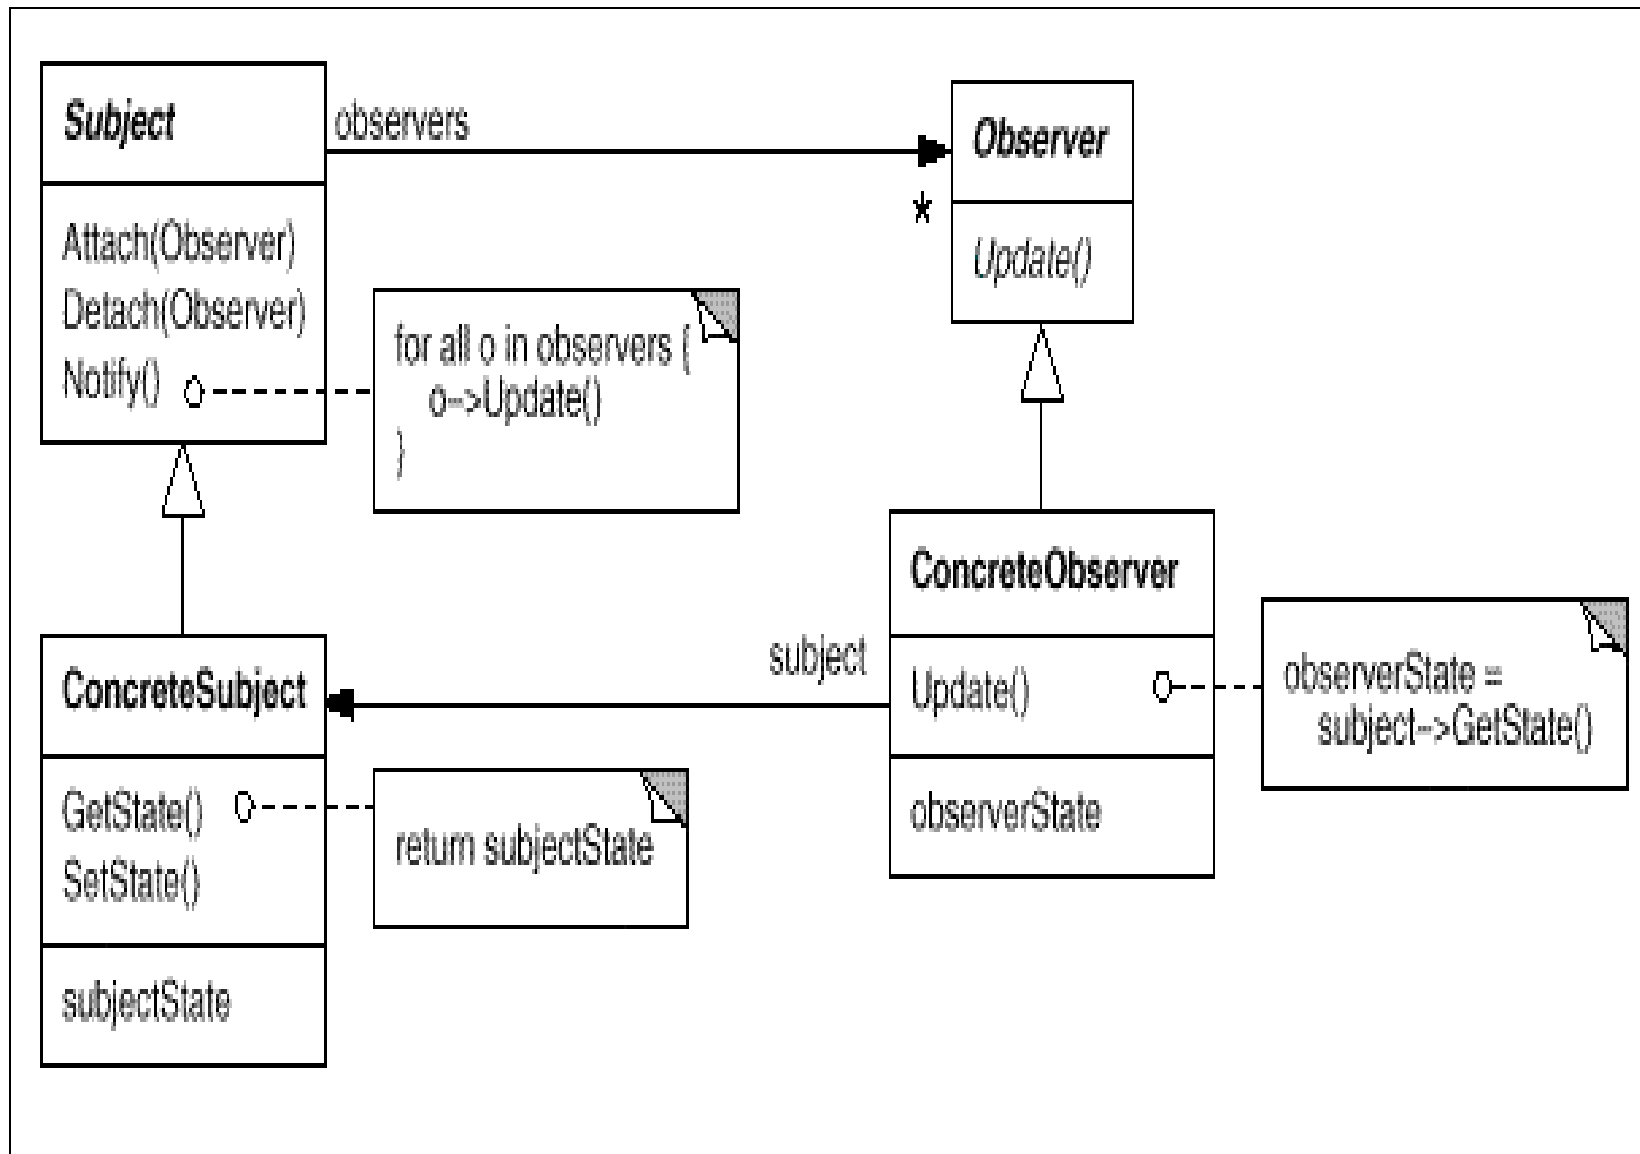 Subject
Attach(Observer)
Detach(Observer)
Notify()
observers
*
Observer
Update()
for all o in observers {
o-->Update()
}
ConcreteSubject
GetState()
SetState()
subjectState
return subjectState
subject
ConcreteObserver
Update()
observerState
observerState =
subject-->GetState()